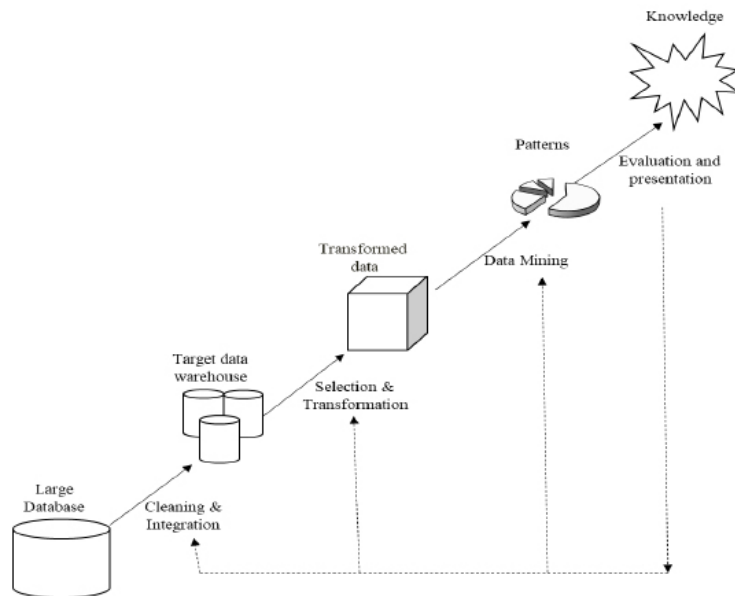 Knowledge
Patterns
Evaluation and
presentation
Transformed
data
Data Mining
Target data
warehouse
Selection &
Transformation
Large
Database
Cleaning &
Integration